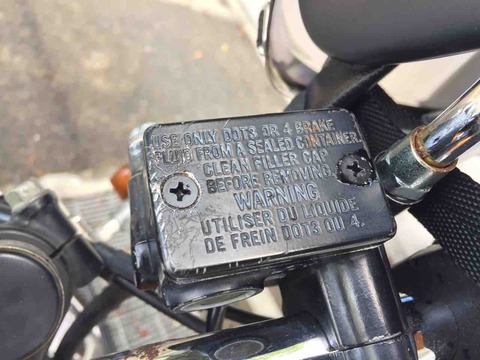 USE ONLY DOT3 OR 4 BRAKE
FLUID FROM A SEALED CONTAINER.
CLEAN FILLER CAP
BEFORE REMOVING.
WARNING
UTILISER DU LIQUIDE
DE FREIN DOT3 OU 4.